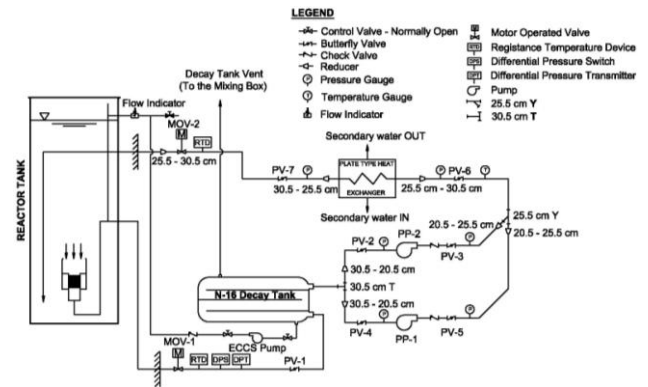 LEGEND
Control Valve - Normally Open
Butterfly Valve
Check Valve
Reducer
P Pressure Gauge
T Temperature Gauge
Flow Indicator
M Motor Operated Valve
RTD Registance Temperature Device
DPS Differential Pressure Switch
DPT Differential Pressure Transmitter
Pump
25.5 cm Y
30.5 cm T
Decay Tank Vent
(To the Mixing Box)
Flow Indicator
MOV-2
M
RTD
25.5 - 30.5 cm
REACTOR TANK
Secondary water OUT
PLATE TYPE HEAT
EXCHANGER
Secondary water IN
PV-7
P
30.5 - 25.5 cm
P
PV-6
T
25.5 cm - 30.5 cm
25.5 cm Y
20.5 - 25.5 cm
20.5 - 25.5 cm
PV-2
P
PP-2
P
PV-3
30.5 - 20.5 cm
30.5 cm T
30.5 - 20.5 cm
PV-4
P
PP-1
P
PV-5
N-16 Decay Tank
ECCS Pump
MOV-1
M
RTD
DPS
DPT
PV-1